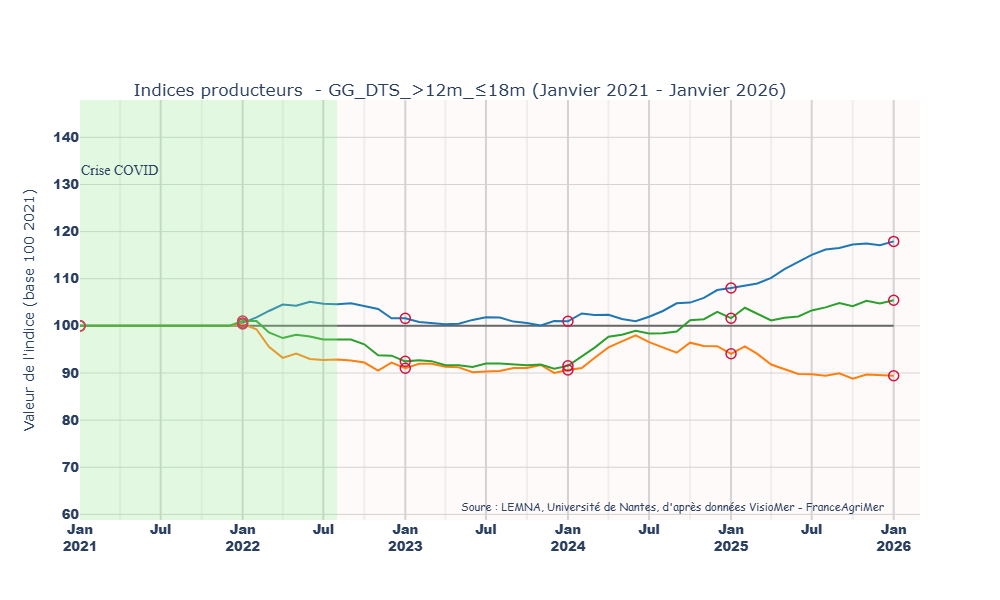 Indices producteurs  - GG_DTS_>12m_≤18m (Janvier 2021 - Janvier 2026)
Valeur de l'indice (base 100 2021)
140
Crise COVID
130
120
110
100
90
80
70
60
Soure : LEMNA, Université de Nantes, d'après données VisioMer - FranceAgriMer
Jan Jul Jan Jul Jan Jul Jan Jul Jan Jul Jan
2021 2022 2023 2024 2025 2026